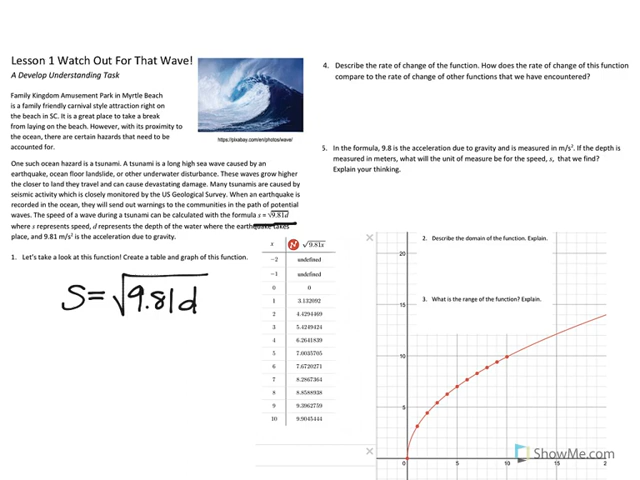 Lesson 1 Watch Out For That Wave!
A Develop Understanding Task
Family Kingdom Amusement Park in Myrtle Beach
is a family friendly carnival style attraction right on
the beach in SC. It is a great place to take a break
from laying on the beach. However, with its proximity to
the ocean, there are certain hazards that need to be
accounted for.
https://pixabay.com/en/photos/wave/
One such ocean hazard is a tsunami. A tsunami is a long high sea wave caused by an
earthquake, ocean floor landslide, or other underwater disturbance. These waves grow higher
the closer to land they travel and can cause devastating damage. Many tsunamis are caused by
seismic activity which is closely monitored by the US Geological Survey. When an earthquake is
recorded in the ocean, they will send out warnings to the communities in the path of potential
waves. The speed of a wave during a tsunami can be calculated with the formula s = √9.81d
where s represents speed, d represents the depth of the water where the earthquake takes
place, and 9.81 m/s² is the acceleration due to gravity.
1. Let's take a look at this function! Create a table and graph of this function.
S = √9.81d
x √9.81x
−2 undefined
−1 undefined
0 0
1 3.132092
2 4.4294469
3 5.4249424
4 6.2641839
5 7.0035705
6 7.6720271
7 8.2867364
8 8.8588938
9 9.3962759
10 9.9045444
4. Describe the rate of change of the function. How does the rate of change of this function
compare to the rate of change of other functions that we have encountered?
5. In the formula, 9.8 is the acceleration due to gravity and is measured in m/s². If the depth is
measured in meters, what will the unit of measure be for the speed, s, that we find?
Explain your thinking.
2. Describe the domain of the function. Explain.
20
3. What is the range of the function? Explain.
15
10
5
0 5 10 15 2
ShowMe.com